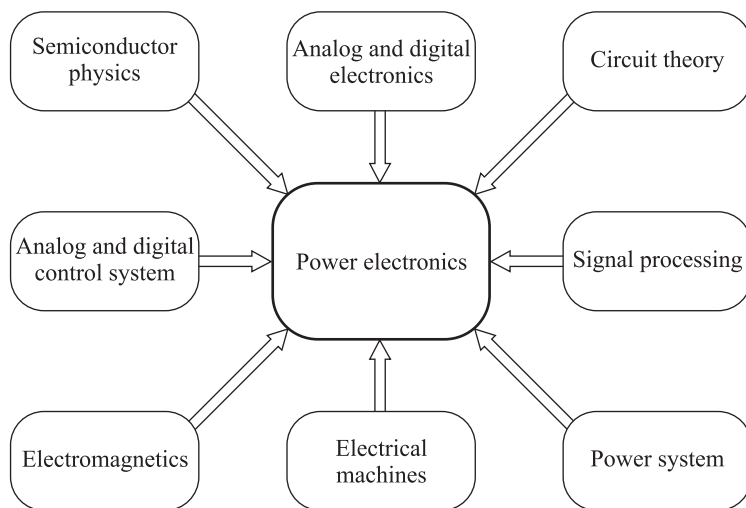 Semiconductor
physics
Analog and digital
electronics
Circuit theory
Analog and digital
control system
Power electronics
Signal processing
Electromagnetics
Electrical
machines
Power system